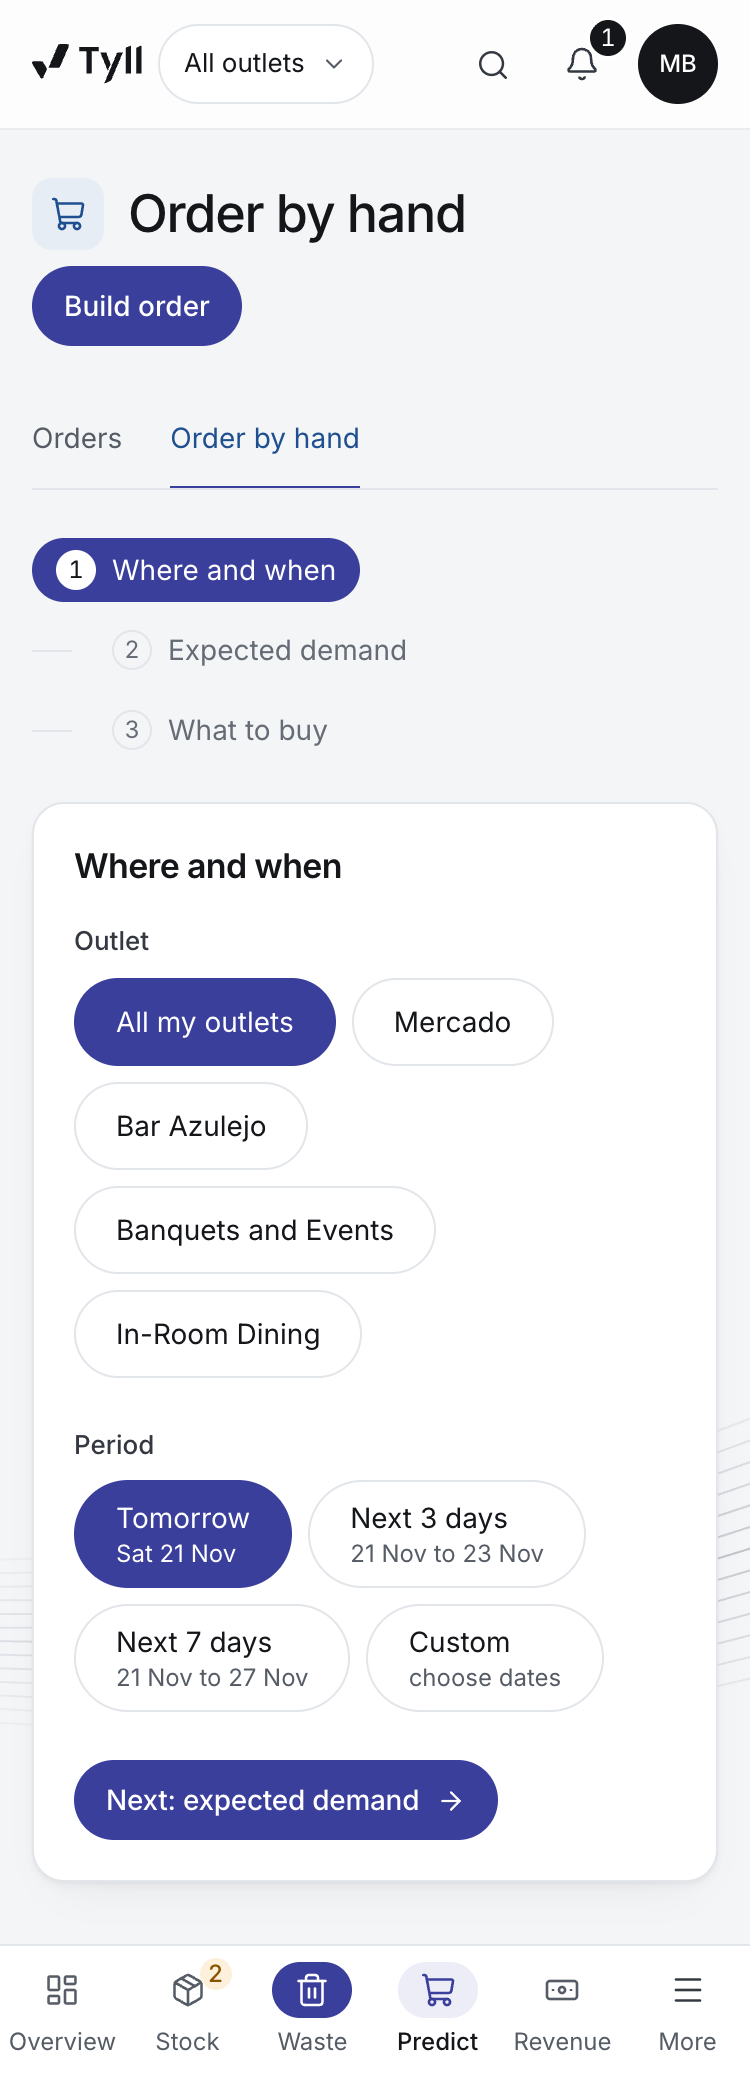 Tyll
All outlets
1
MB
Order by hand
Build order
Orders
Order by hand
1 Where and when
2 Expected demand
3 What to buy
Where and when
Outlet
All my outlets
Mercado
Bar Azulejo
Banquets and Events
In-Room Dining
Period
Tomorrow
Sat 21 Nov
Next 3 days
21 Nov to 23 Nov
Next 7 days
21 Nov to 27 Nov
Custom
choose dates
Next: expected demand
2
Overview
Stock
Waste
Predict
Revenue
More